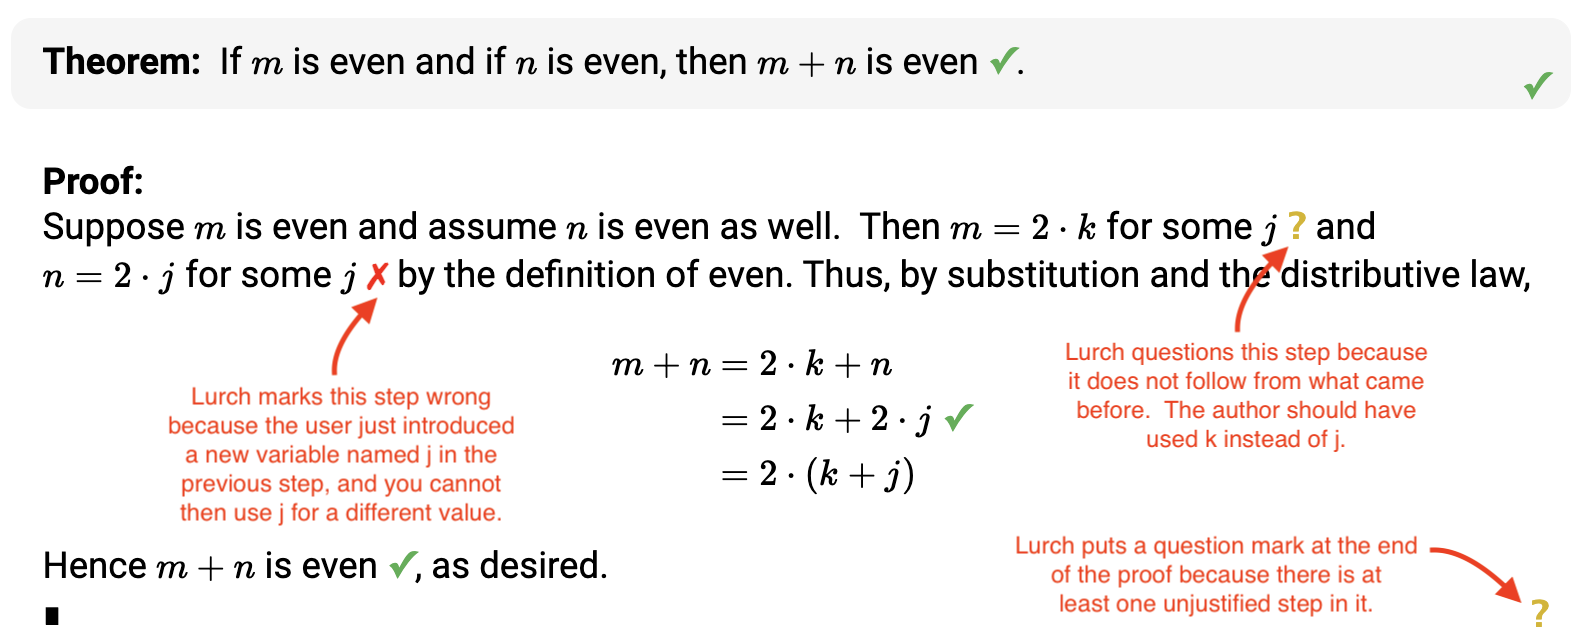 Theorem: If m is even and if n is even, then m + n is even ✓.
✓
Proof:
Suppose m is even and assume n is even as well. Then m = 2 · k for some j ? and
n = 2 · j for some j ✗ by the definition of even. Thus, by substitution and the distributive law,
m + n = 2 · k + n
= 2 · k + 2 · j ✓
= 2 · (k + j)
Lurch marks this step wrong
because the user just introduced
a new variable named j in the
previous step, and you cannot
then use j for a different value.
Lurch questions this step because
it does not follow from what came
before. The author should have
used k instead of j.
Hence m + n is even ✓, as desired.
Lurch puts a question mark at the end
of the proof because there is at
least one unjustified step in it.
?